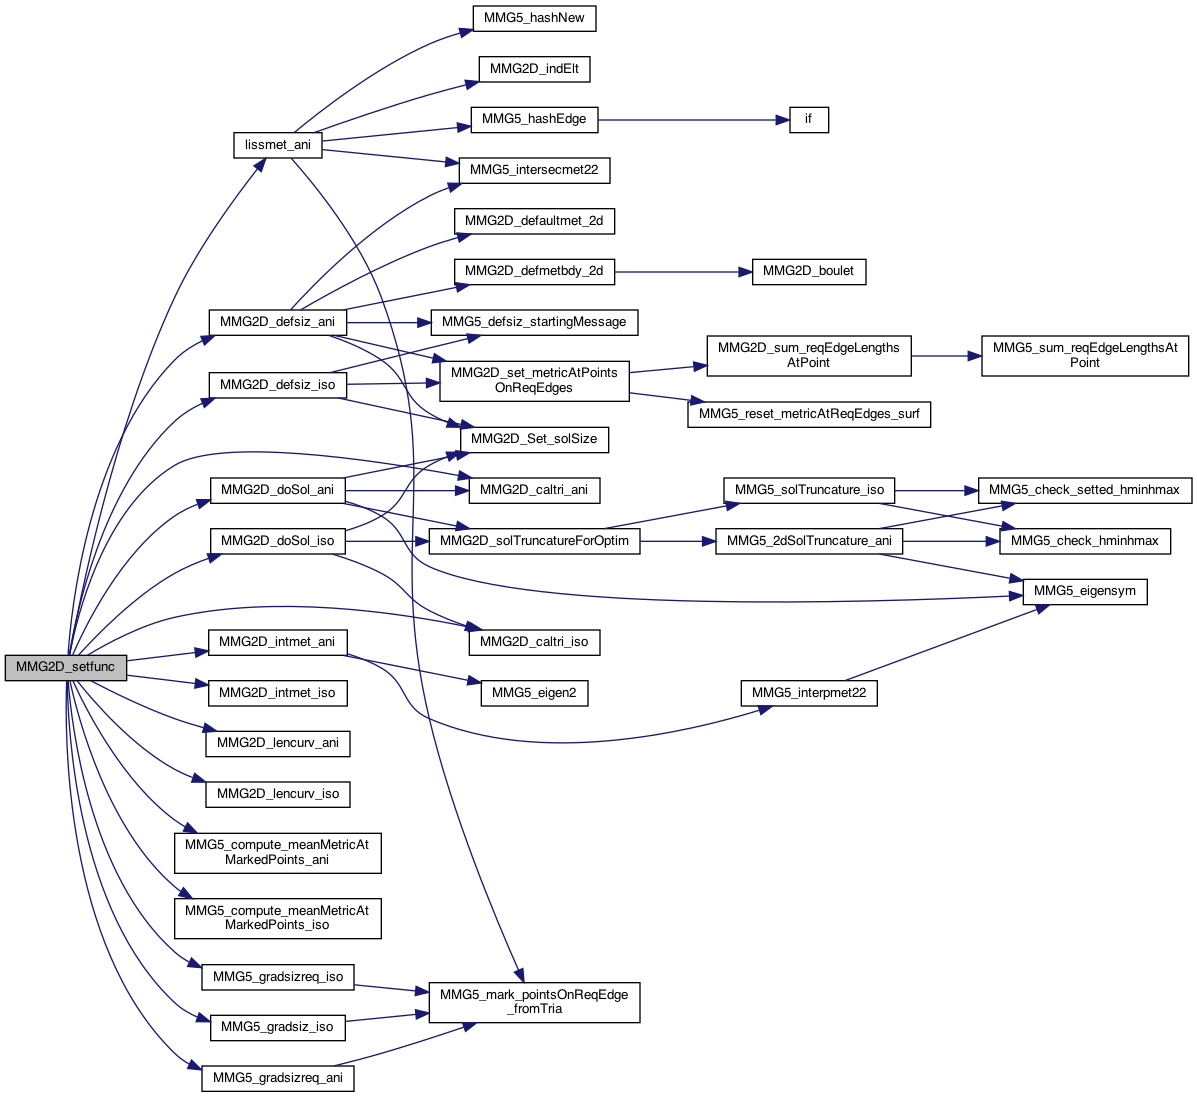 MMG5_hashNew
MMG2D_indElt
MMG5_hashEdge
if
lissmet_ani
MMG5_intersecmet22
MMG2D_defaultmet_2d
MMG2D_defmetbdy_2d
MMG2D_boulet
MMG2D_defsiz_ani
MMG5_defsiz_startingMessage
MMG2D_sum_reqEdgeLengths
AtPoint
MMG5_sum_reqEdgeLengthsAt
Point
MMG2D_defsiz_iso
MMG2D_set_metricAtPoints
OnReqEdges
MMG5_reset_metricAtReqEdges_surf
MMG2D_Set_solSize
MMG2D_doSol_ani
MMG2D_caltri_ani
MMG5_solTruncature_iso
MMG5_check_setted_hminhmax
MMG2D_doSol_iso
MMG2D_solTruncatureForOptim
MMG5_2dSolTruncature_ani
MMG5_check_hminhmax
MMG5_eigensym
MMG2D_intmet_ani
MMG2D_caltri_iso
MMG2D_setfunc
MMG2D_intmet_iso
MMG5_eigen2
MMG5_interpmet22
MMG2D_lencurv_ani
MMG2D_lencurv_iso
MMG5_compute_meanMetricAt
MarkedPoints_ani
MMG5_compute_meanMetricAt
MarkedPoints_iso
MMG5_gradsizreq_iso
MMG5_mark_pointsOnReqEdge
_fromTria
MMG5_gradsiz_iso
MMG5_gradsizreq_ani